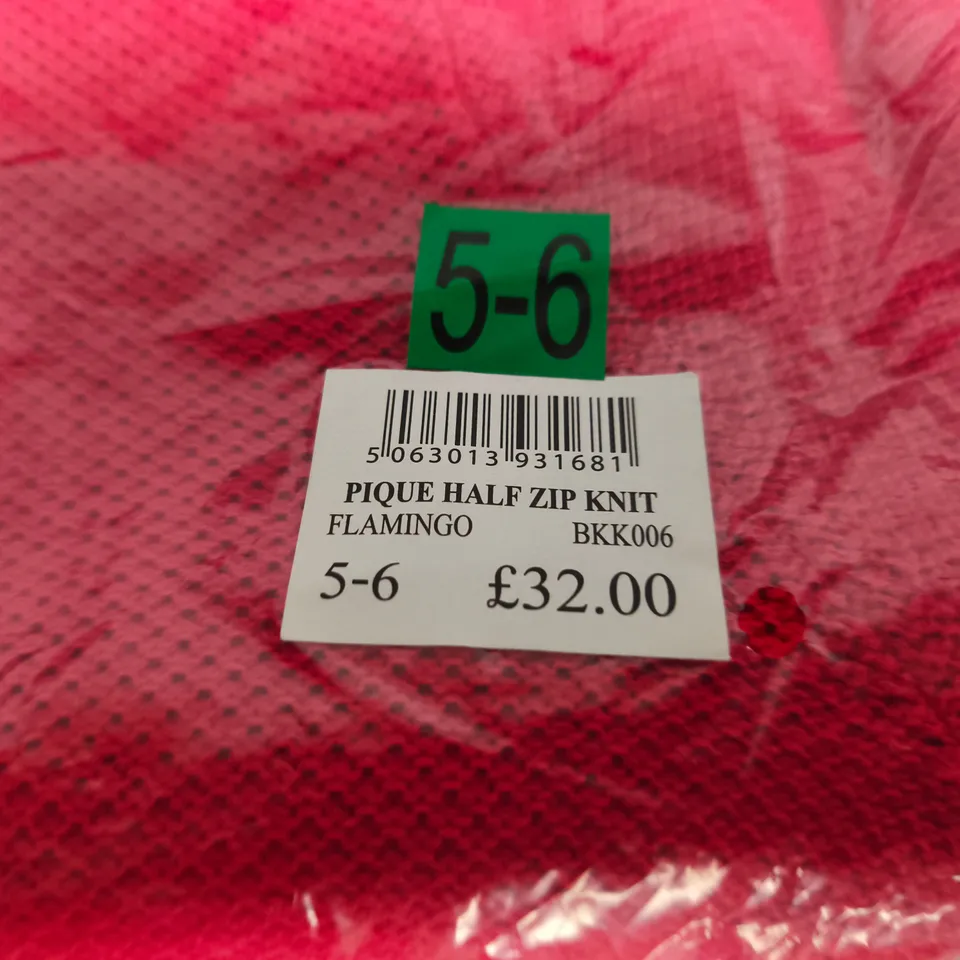 5-6
5 063013 931681
PIQUE HALF ZIP KNIT
FLAMINGO BKK006
5-6 £32.00